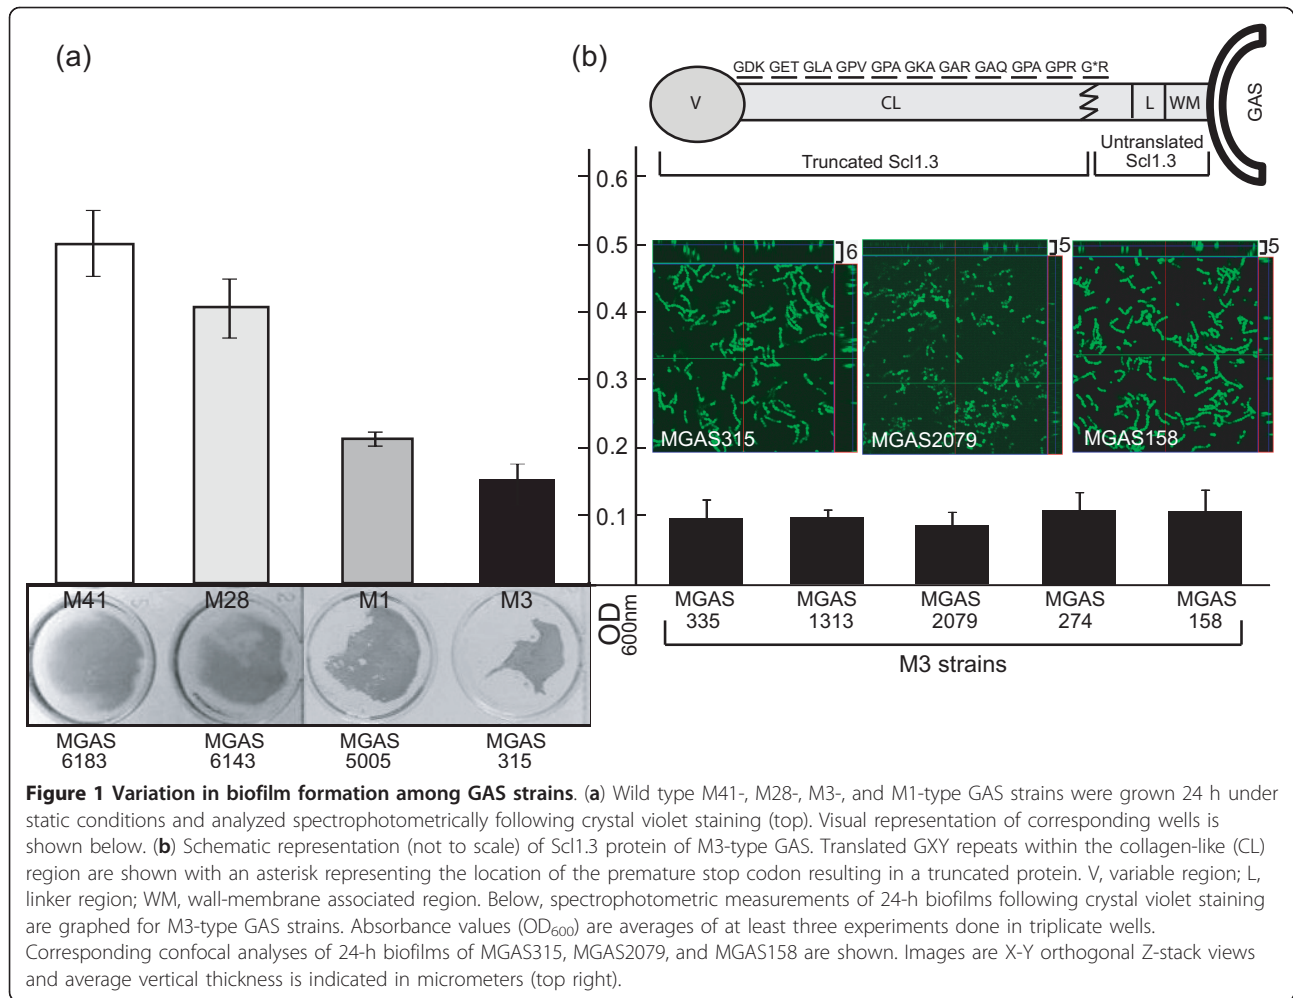 (a)
(b)
GDK GET GLA GPV GPA GKA GAR GAQ GPA GPR G*R
V
CL
L
WM
GAS
Truncated Scl1.3
Untranslated
Scl1.3
0.6
0.5
0.4
0.3
0.2
0.1
OD
600nm
6
5
5
MGAS315
MGAS2079
MGAS158
M41
M28
M1
M3
MGAS
6183
MGAS
6143
MGAS
5005
MGAS
315
MGAS
335
MGAS
1313
MGAS
2079
MGAS
274
MGAS
158
M3 strains
Figure 1 Variation in biofilm formation among GAS strains. (a) Wild type M41-, M28-, M3-, and M1-type GAS strains were grown 24 h under
static conditions and analyzed spectrophotometrically following crystal violet staining (top). Visual representation of corresponding wells is
shown below. (b) Schematic representation (not to scale) of Scl1.3 protein of M3-type GAS. Translated GXY repeats within the collagen-like (CL)
region are shown with an asterisk representing the location of the premature stop codon resulting in a truncated protein. V, variable region; L,
linker region; WM, wall-membrane associated region. Below, spectrophotometric measurements of 24-h biofilms following crystal violet staining
are graphed for M3-type GAS strains. Absorbance values (OD600) are averages of at least three experiments done in triplicate wells.
Corresponding confocal analyses of 24-h biofilms of MGAS315, MGAS2079, and MGAS158 are shown. Images are X-Y orthogonal Z-stack views
and average vertical thickness is indicated in micrometers (top right).